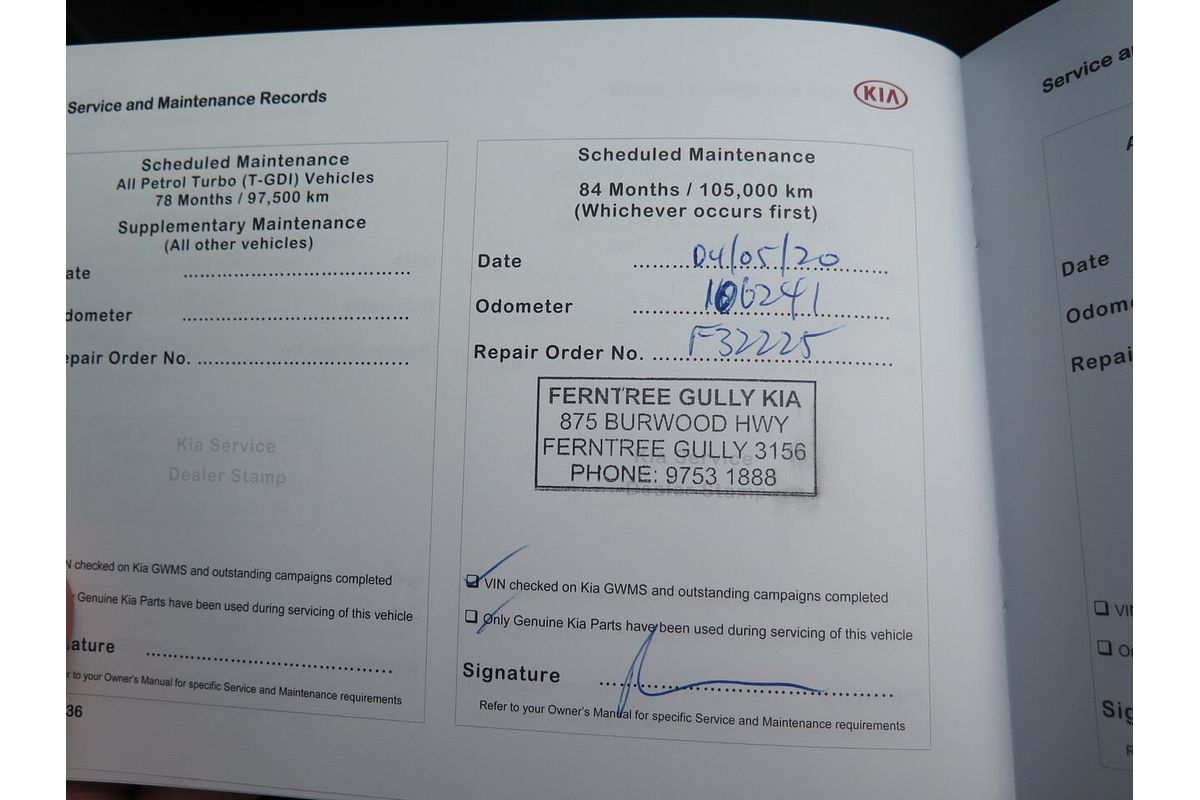 Service and Maintenance Records
KIA
Scheduled Maintenance
All Petrol Turbo (T-GDI) Vehicles
78 Months / 97,500 km
Supplementary Maintenance
(All other vehicles)
ate ..........
dometer ..........
epair Order No. ..........
Kia Service
Dealer Stamp
N checked on Kia GWMS and outstanding campaigns completed
Genuine Kia Parts have been used during servicing of this vehicle
ature ..........
r to your Owner's Manual for specific Service and Maintenance requirements
36
Scheduled Maintenance
84 Months / 105,000 km
(Whichever occurs first)
Date 04/05/20
Odometer 106241
Repair Order No. F32225
FERNTREE GULLY KIA
875 BURWOOD HWY
FERNTREE GULLY 3156
PHONE: 9753 1888
Kia Service
Dealer Stamp
VIN checked on Kia GWMS and outstanding campaigns completed
Only Genuine Kia Parts have been used during servicing of this vehicle
Signature ..........
Refer to your Owner's Manual for specific Service and Maintenance requirements
Service a
Date
Odom
Repai
VI
O
Sig
R